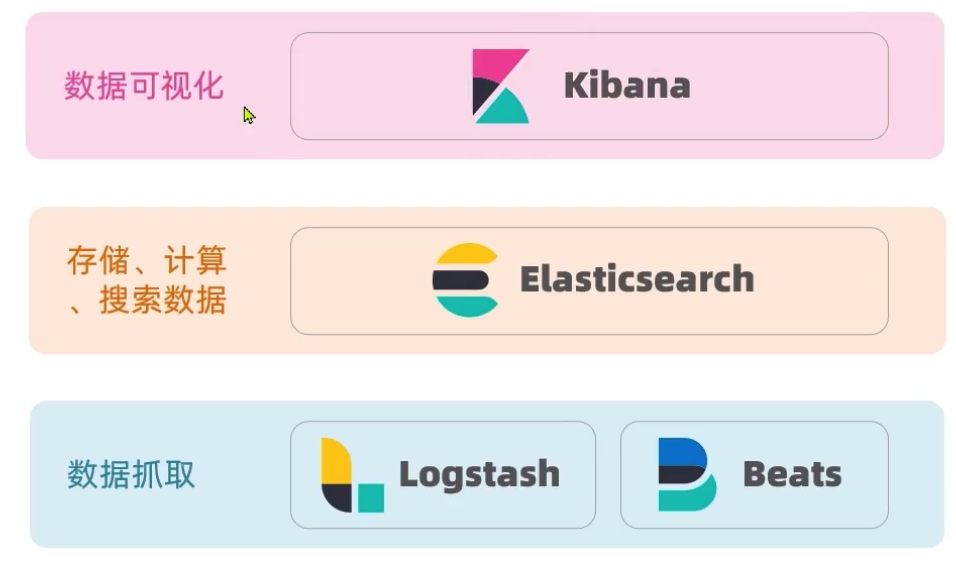 数据可视化
Kibana
存储、计算
、搜索数据
Elasticsearch
数据抓取
Logstash
Beats